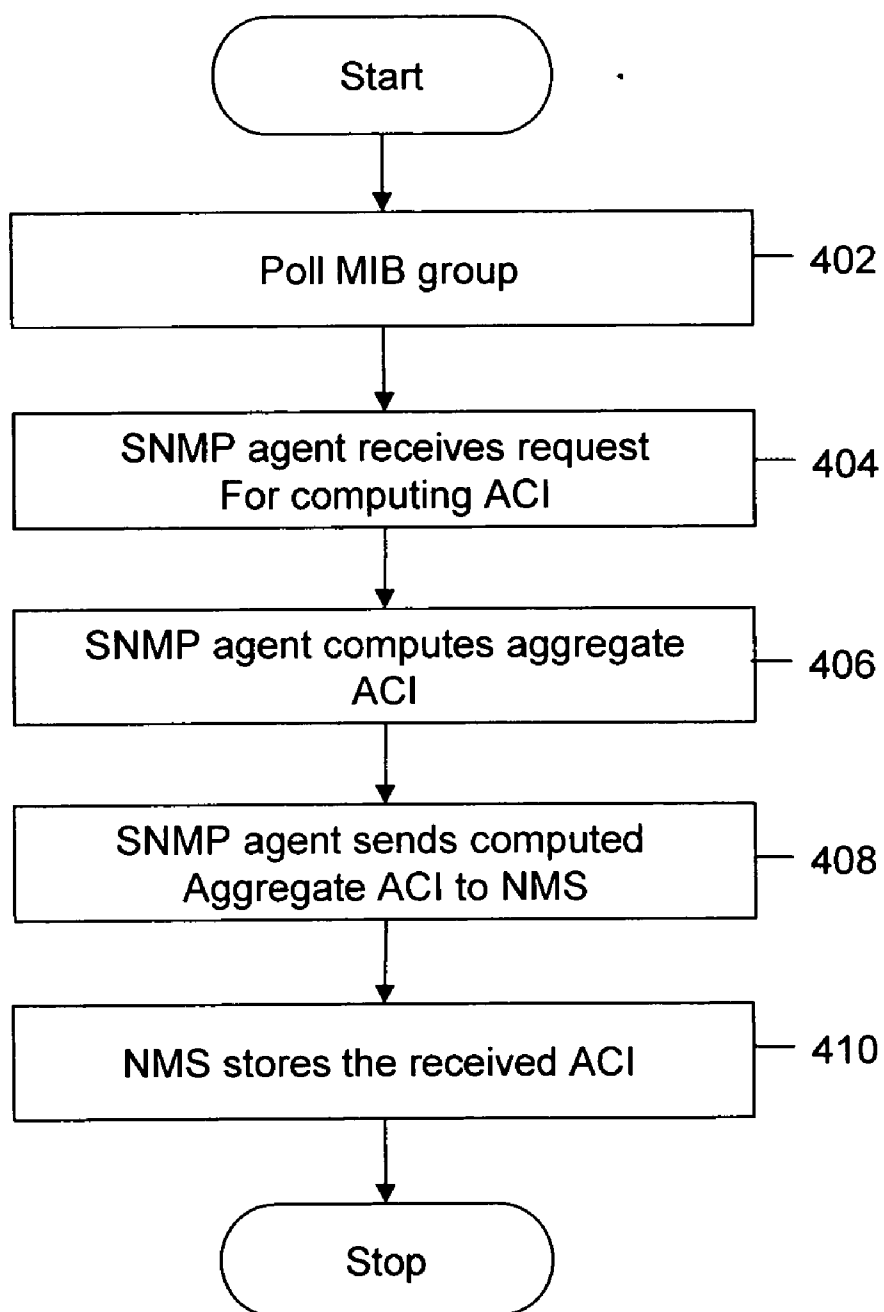 Start
Poll MIB group
402
SNMP agent receives request
For computing ACI
404
SNMP agent computes aggregate
ACI
406
SNMP agent sends computed
Aggregate ACI to NMS
408
NMS stores the received ACI
410
Stop